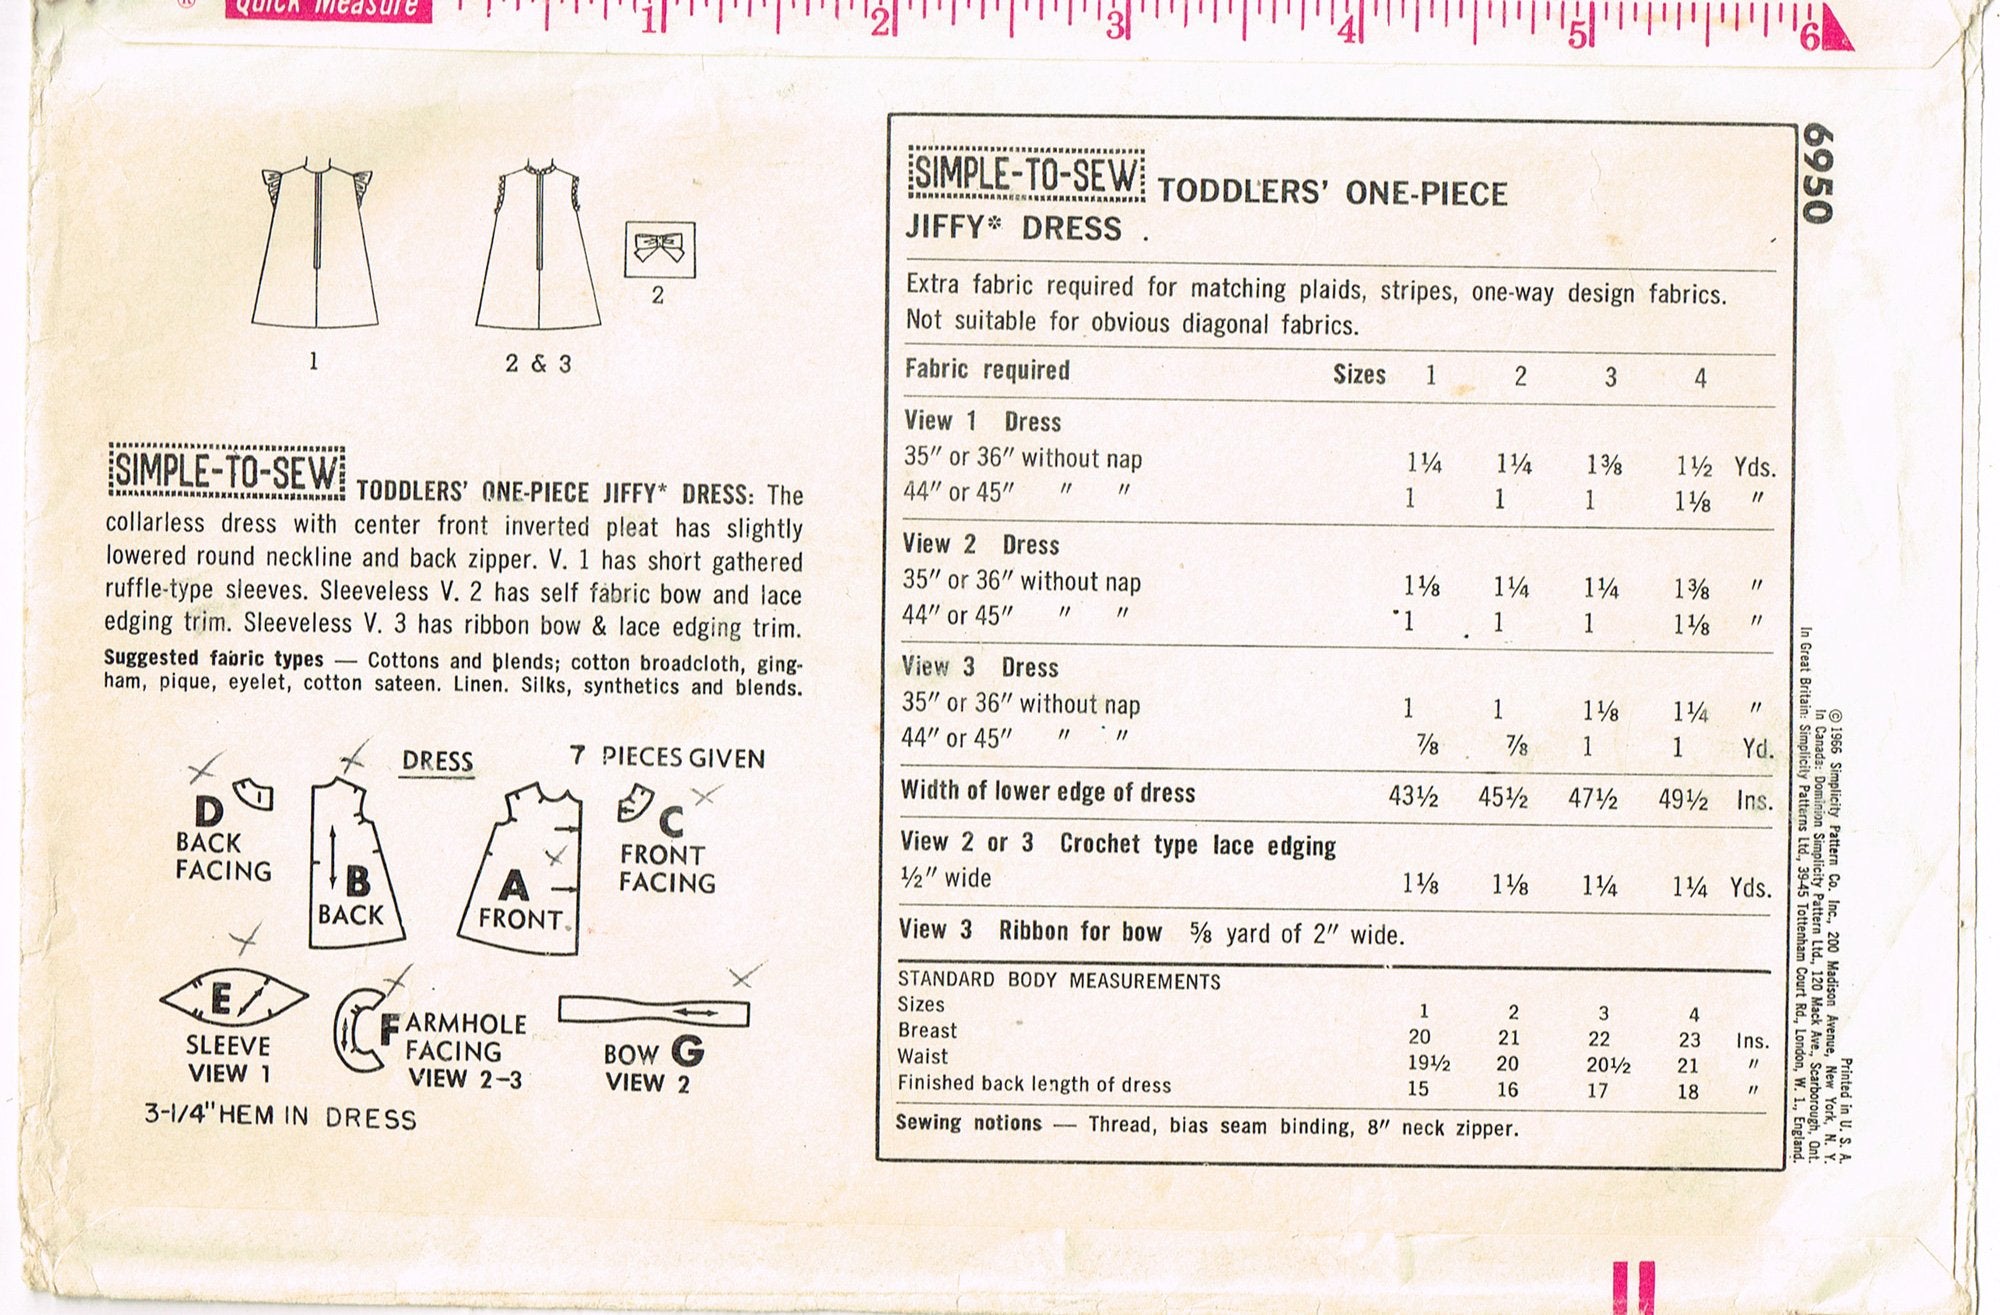 ® Quick Measure 1 2 3 4 5 6
1
2 & 3
2
SIMPLE-TO-SEW TODDLERS' ONE-PIECE JIFFY* DRESS: The
collarless dress with center front inverted pleat has slightly
lowered round neckline and back zipper. V. 1 has short gathered
ruffle-type sleeves. Sleeveless V. 2 has self fabric bow and lace
edging trim. Sleeveless V. 3 has ribbon bow & lace edging trim.
Suggested fabric types — Cottons and blends; cotton broadcloth, ging-
ham, pique, eyelet, cotton sateen. Linen. Silks, synthetics and blends.
DRESS 7 PIECES GIVEN
D
BACK
FACING
B
BACK
A
FRONT
C
FRONT
FACING
E
SLEEVE
VIEW 1
F ARMHOLE
FACING
VIEW 2-3
BOW G
VIEW 2
3-1/4" HEM IN DRESS
SIMPLE-TO-SEW TODDLERS' ONE-PIECE
JIFFY* DRESS
Extra fabric required for matching plaids, stripes, one-way design fabrics.
Not suitable for obvious diagonal fabrics.
Fabric required Sizes 1 2 3 4
View 1 Dress
35" or 36" without nap 1¼ 1¼ 1⅜ 1½ Yds.
44" or 45" " " 1 1 1 1⅛ "
View 2 Dress
35" or 36" without nap 1⅛ 1¼ 1¼ 1⅜ "
44" or 45" " " 1 1 1 1⅛ "
View 3 Dress
35" or 36" without nap 1 1 1⅛ 1¼ "
44" or 45" " " ⅞ ⅞ 1 1 Yd.
Width of lower edge of dress 43½ 45½ 47½ 49½ Ins.
View 2 or 3 Crochet type lace edging
½" wide 1⅛ 1⅛ 1¼ 1¼ Yds.
View 3 Ribbon for bow ⅝ yard of 2" wide.
STANDARD BODY MEASUREMENTS
Sizes 1 2 3 4
Breast 20 21 22 23 Ins.
Waist 19½ 20 20½ 21 "
Finished back length of dress 15 16 17 18 "
Sewing notions — Thread, bias seam binding, 8" neck zipper.
6950
Printed in U. S. A.
© 1966 Simplicity Pattern Co. Inc., 200 Madison Avenue, New York, N. Y.
In Canada: Dominion Simplicity Pattern Ltd., 120 Mack Ave., Scarborough, Ont.
In Great Britain: Simplicity Patterns Ltd., 39-45 Tottenham Court Rd., London, W. 1., England.